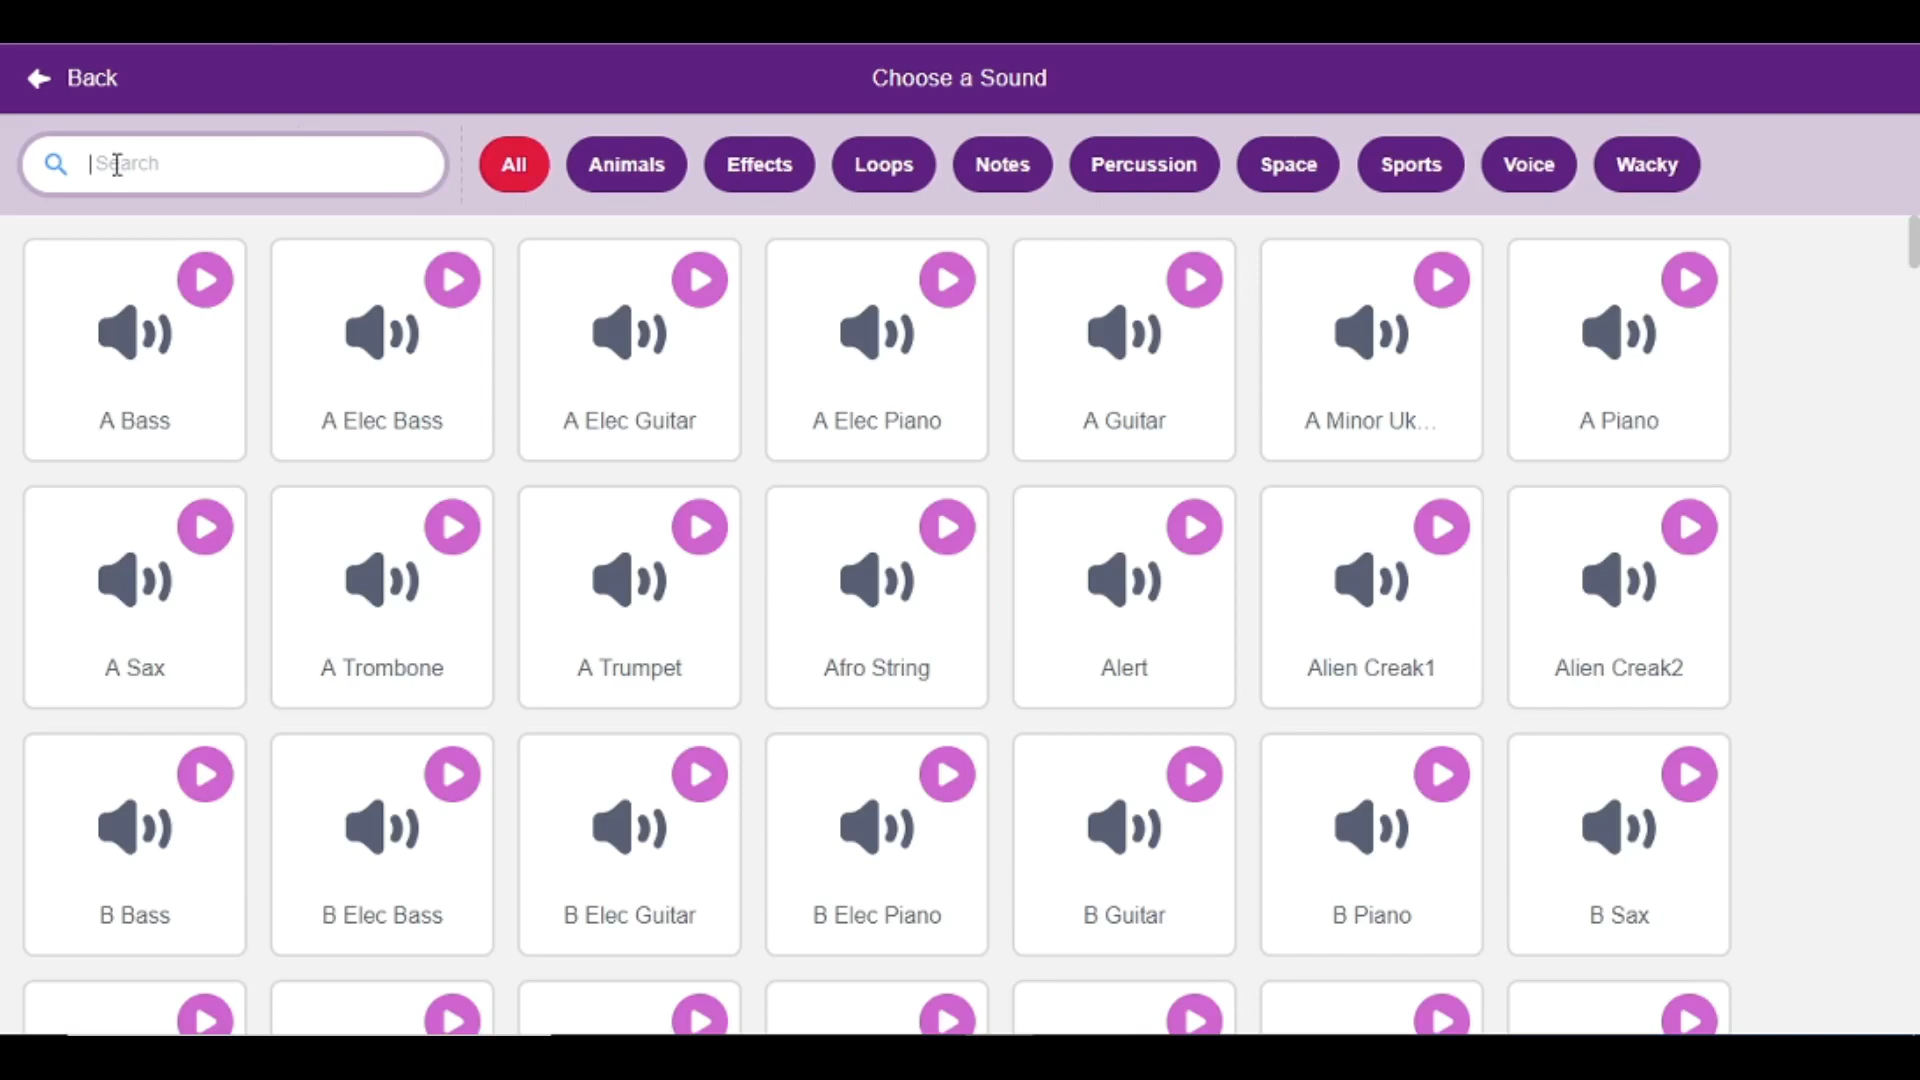 Back
Choose a Sound
Search
All
Animals
Effects
Loops
Notes
Percussion
Space
Sports
Voice
Wacky
A Bass
A Elec Bass
A Elec Guitar
A Elec Piano
A Guitar
A Minor Uk...
A Piano
A Sax
A Trombone
A Trumpet
Afro String
Alert
Alien Creak1
Alien Creak2
B Bass
B Elec Bass
B Elec Guitar
B Elec Piano
B Guitar
B Piano
B Sax